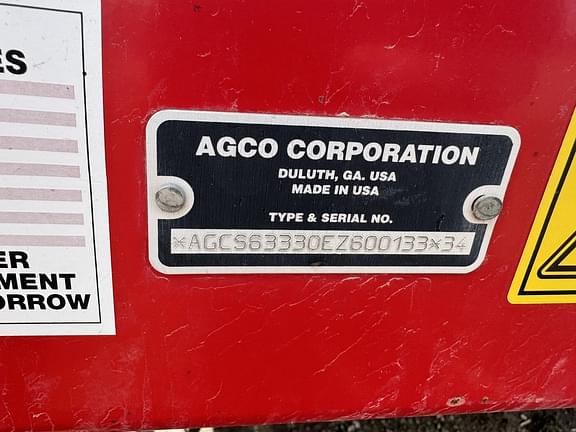 ES
ER
MENT
ORROW
AGCO CORPORATION
DULUTH, GA. USA
MADE IN USA
TYPE & SERIAL NO.
*AGCS63330EZ600133*34